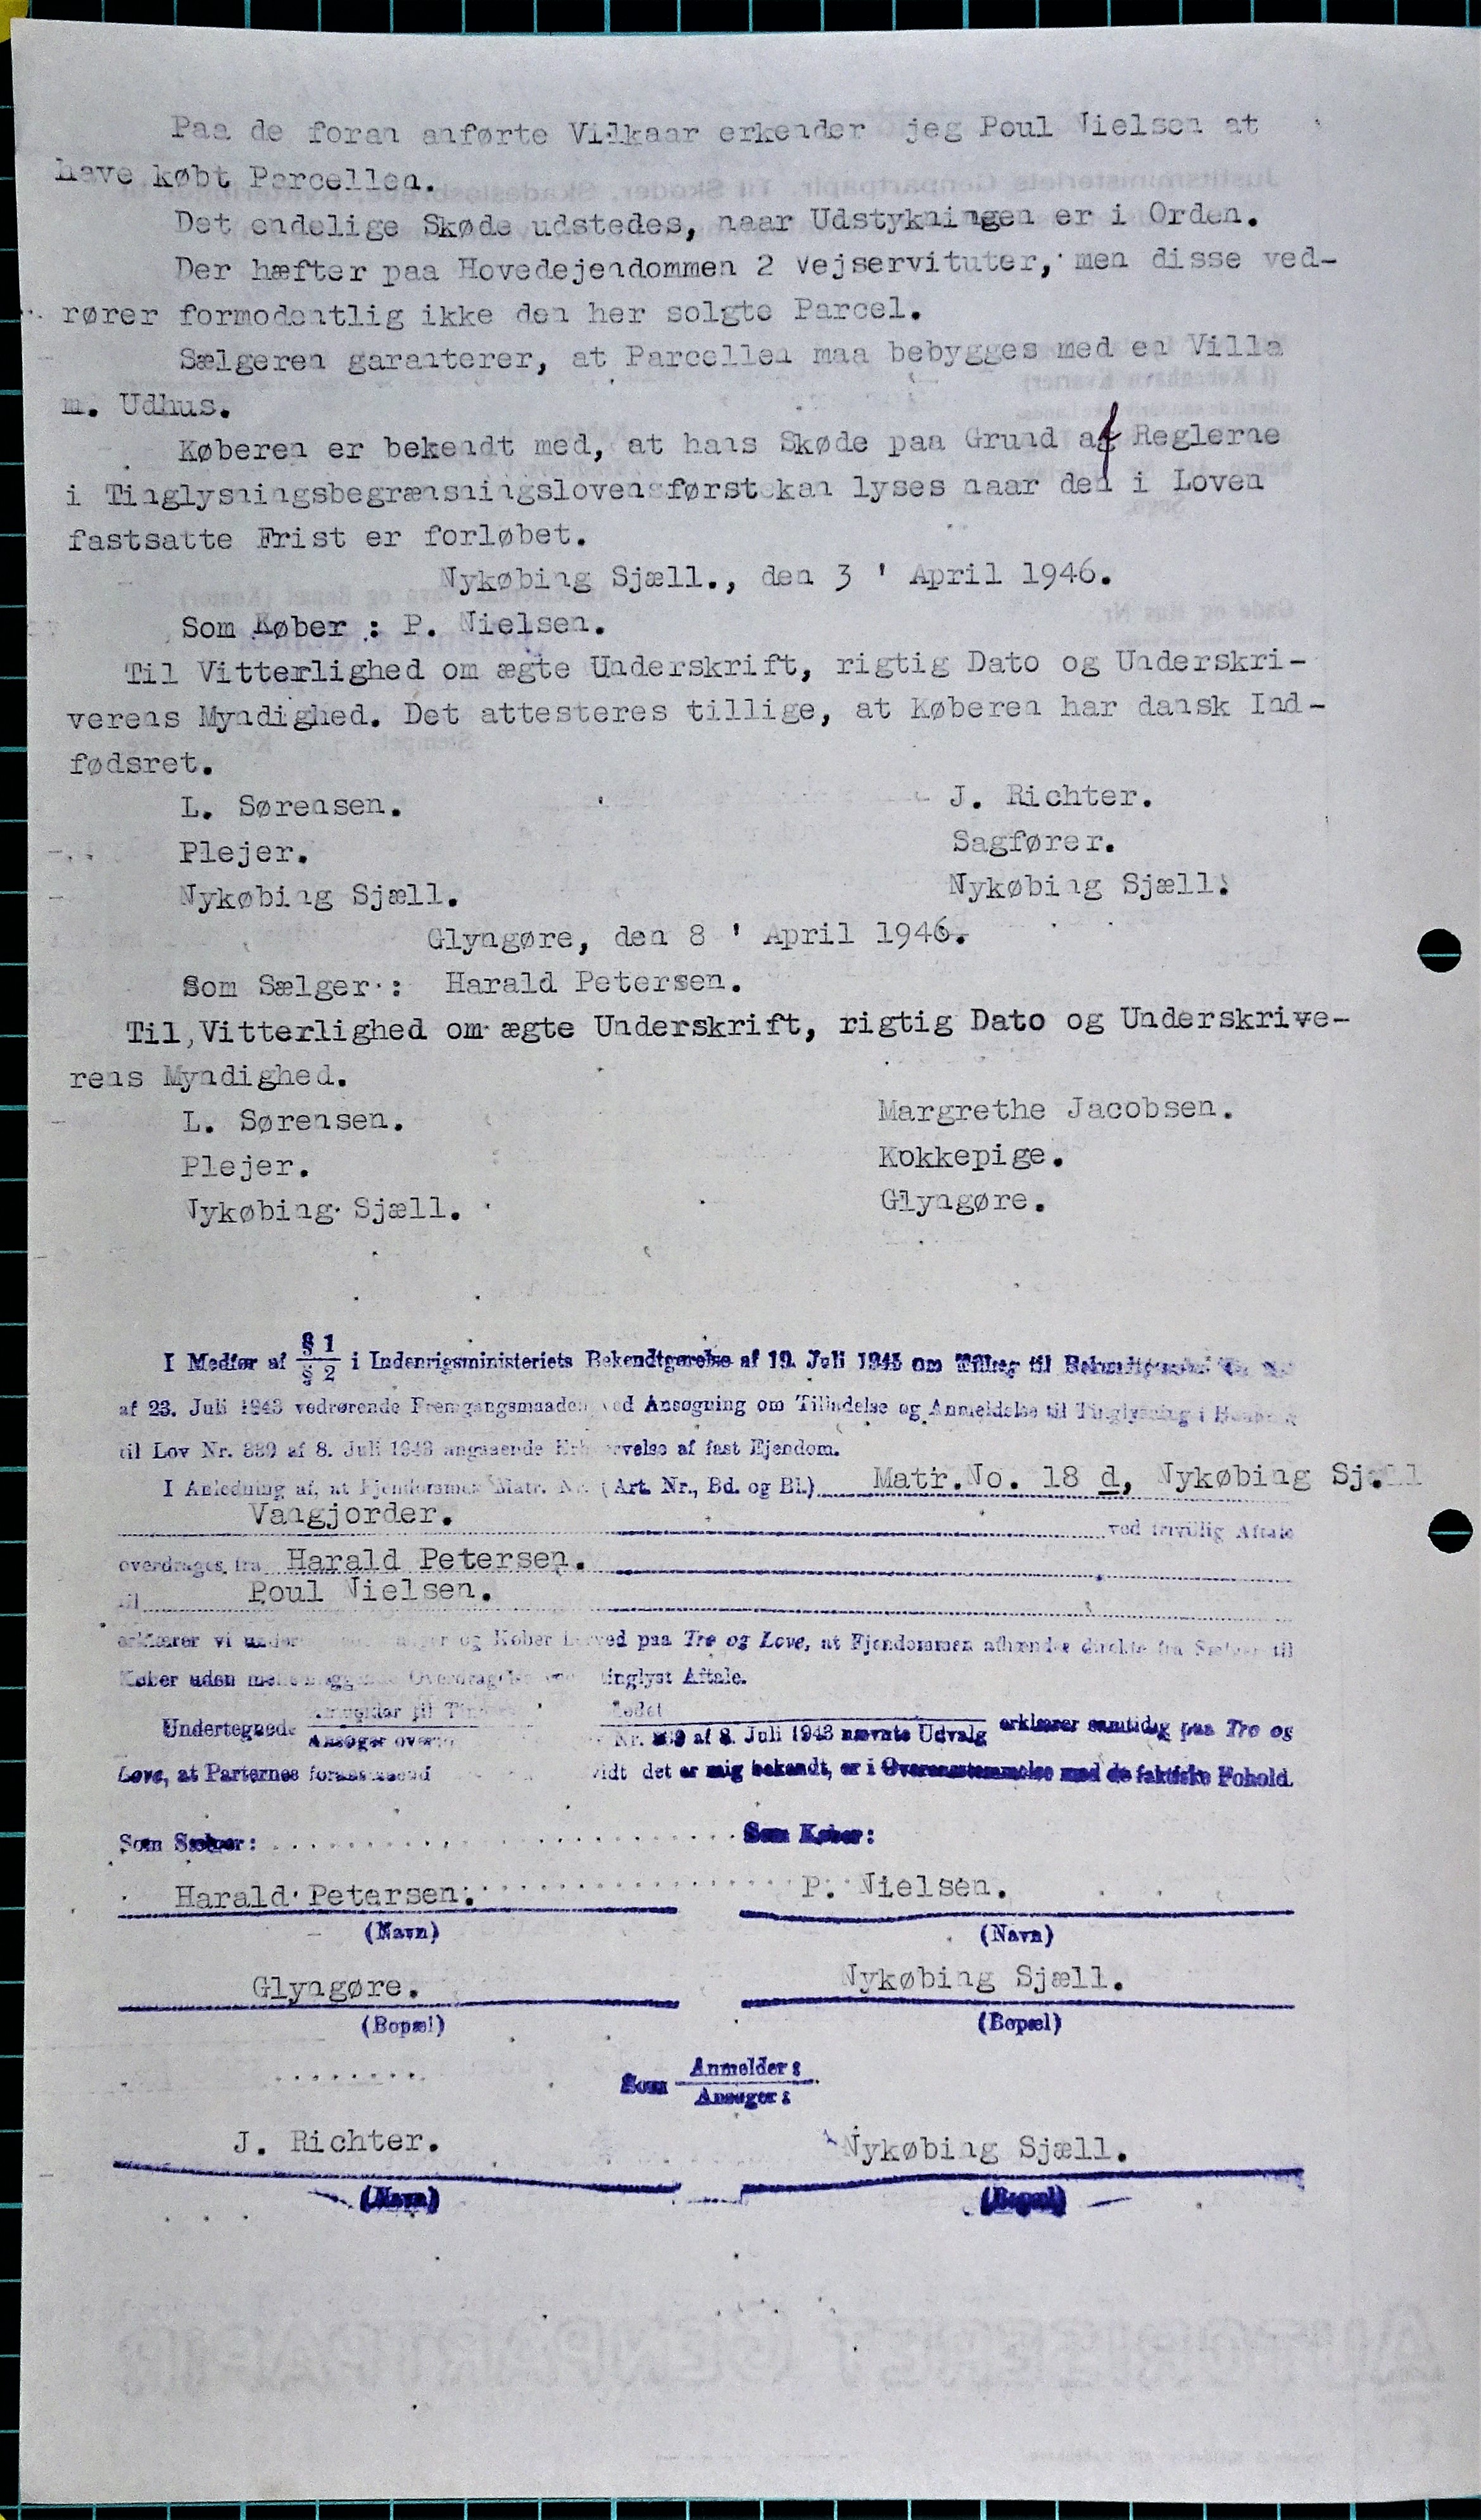 Paa de foran anførte Vilkaar erkender jeg Poul Nielsen at
have købt Parcellen.
Det endelige Skøde udstedes, naar Udstykningen er i Orden.
Der hæfter paa Hovedejendommen 2 Vejservituter, men disse ved-
rører formodentlig ikke den her solgte Parcel.
Sælgeren garanterer, at Parcellen maa bebygges med en Villa
m. Udhus.
Køberen er bekendt med, at hans Skøde paa Grund af Reglerne
i Tinglysningsbegrænsningsloven først kan lyses naar den i Loven
fastsatte Frist er forløbet.
Nykøbing Sjæll., den 3 ' April 1946.
Som Køber : P. Nielsen.
Til Vitterlighed om ægte Underskrift, rigtig Dato og Underskri-
verens Myndighed. Det attesteres tillige, at Køberen har dansk Ind-
fødsret.
L. Sørensen. J. Richter.
Plejer. Sagfører.
Nykøbing Sjæll. Nykøbing Sjæll.
Glyngøre, den 8 ' April 1946.
Som Sælger : Harald Petersen.
Til Vitterlighed om ægte Underskrift, rigtig Dato og Underskrive-
rens Myndighed.
L. Sørensen. Margrethe Jacobsen.
Plejer. Kokkepige.
Nykøbing Sjæll. Glyngøre.
I Medfør af § 1 / § 2 i Indenrigsministeriets Bekendtgørelse af 19. Juli 1945 om Tillæg til
af 23. Juli 1943 vedrørende Fremgangsmaaden ved Ansøgning om Tilladelse og Anmeldelse til Tinglysning i
til Lov Nr. 339 af 8. Juli 1943 angaaende Erhvervelse af fast Ejendom.
I Anledning af, at Ejendommen Matr. Nr. (Art. Nr., Bd. og Bl.) Matr.No. 18 d, Nykøbing Sjæll
Vangjorder. ved frivillig Aftale
overdrages fra Harald Petersen.
til Poul Nielsen.
erklærer vi og Køber herved paa Tro og Love, at Ejendommen afhændes direkte fra Sælger til
Køber uden Overdragelse tinglyst Aftale.
Undertegnede Anmelder til
Ansøger Nr. 339 af 8. Juli 1943 nævnte Udvalg erklærer samtidig paa Tro og
Love, at Parternes vidt det er mig bekendt, er i Overensstemmelse med de faktiske Fohold.
Som Sælger: Som Køber:
Harald Petersen. P. Nielsen.
(Navn) (Navn)
Glyngøre. Nykøbing Sjæll.
(Bopæl) (Bopæl)
Som Anmelder: / Ansøger:
J. Richter. Nykøbing Sjæll.
(Navn) (Bopæl)